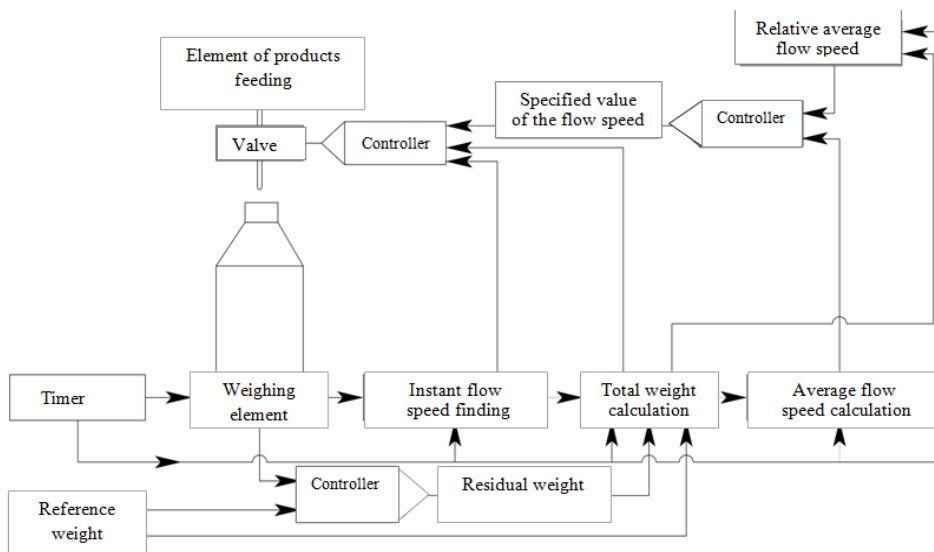 Relative average
flow speed
Element of products
feeding
Specified value
of the flow speed
Controller
Valve
Controller
Timer
Weighing
element
Instant flow
speed finding
Total weight
calculation
Average flow
speed calculation
Controller
Residual weight
Reference
weight